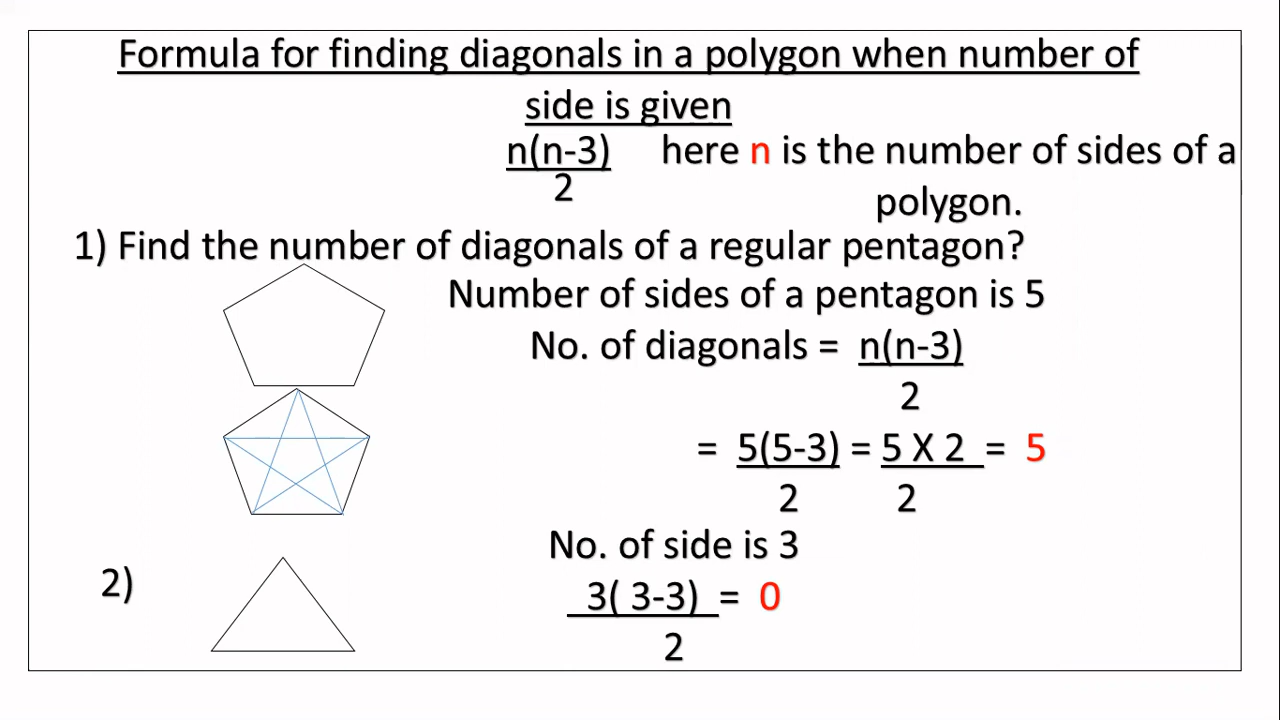 Formula for finding diagonals in a polygon when number of
side is given
n(n-3) here n is the number of sides of a
2
polygon.
1) Find the number of diagonals of a regular pentagon?
Number of sides of a pentagon is 5
No. of diagonals = n(n-3)
2
= 5(5-3) = 5 X 2 = 5
2 2
No. of side is 3
2)
3( 3-3) = 0
2